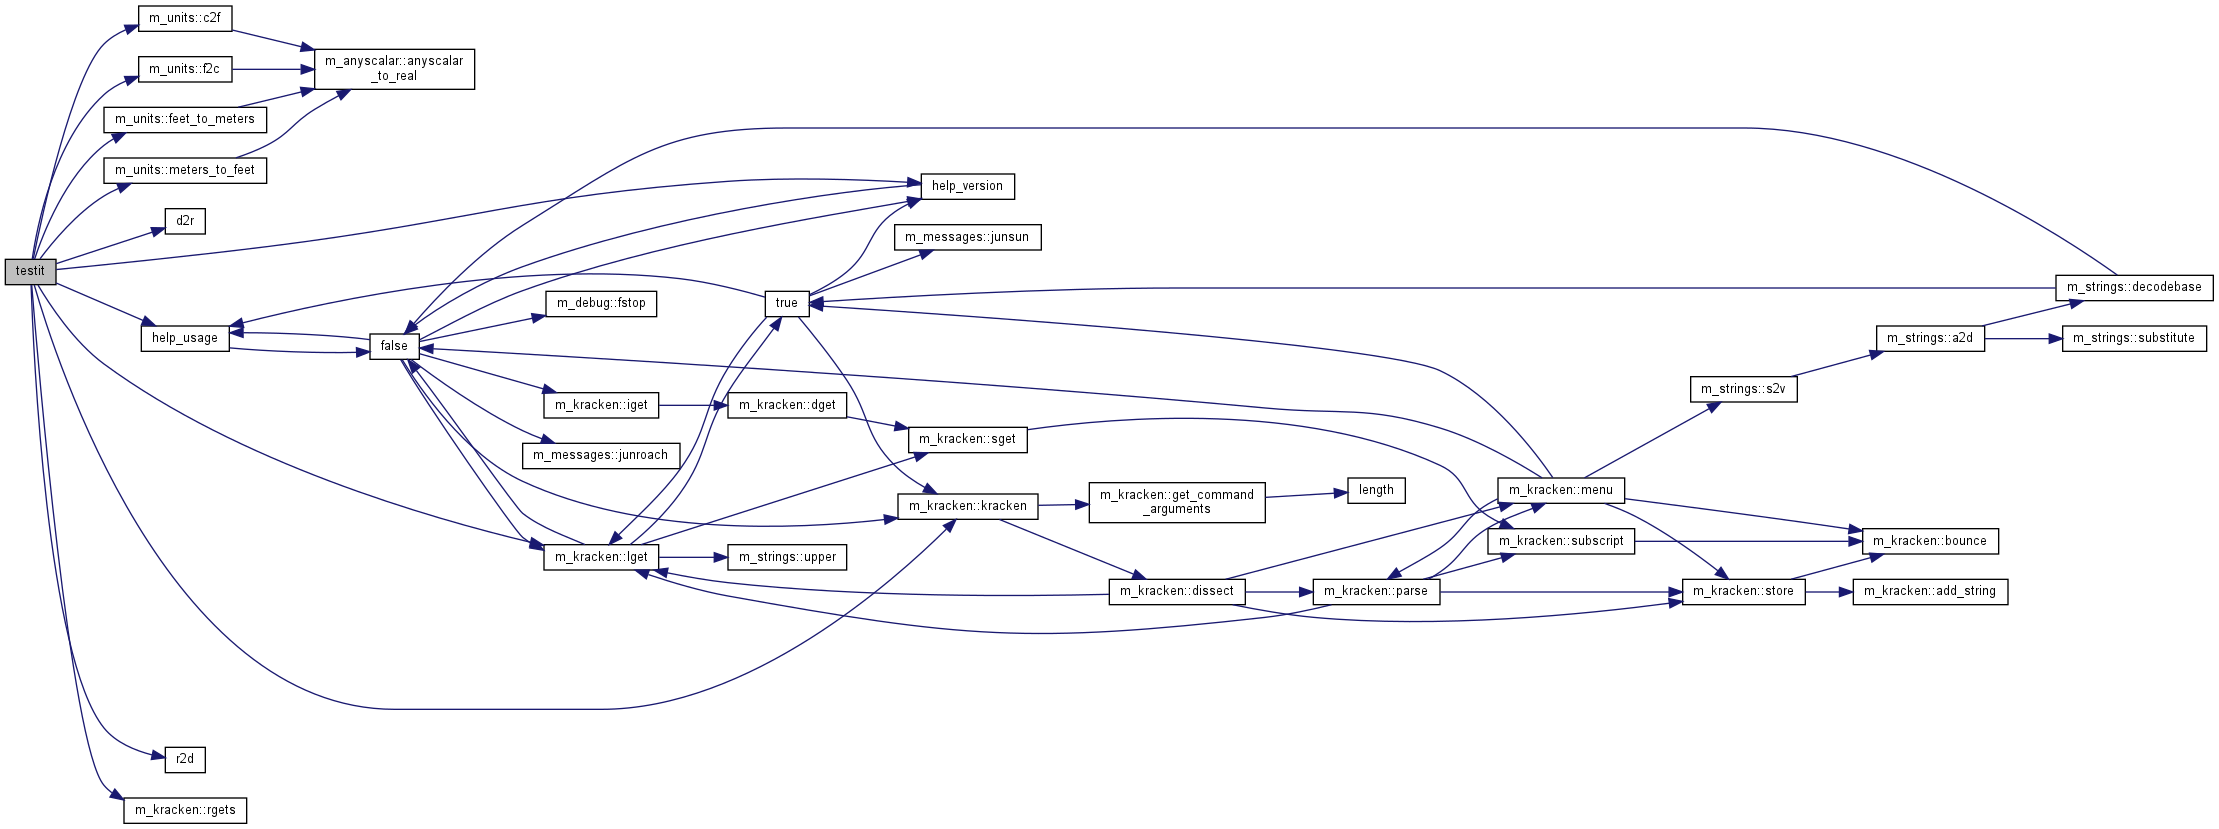 m_units::c2f
m_units::f2c
m_anyscalar::anyscalar
_to_real
m_units::feet_to_meters
m_units::meters_to_feet
d2r
testit
help_usage
help_version
m_messages::junsun
m_debug::fstop
true
false
m_strings::decodebase
m_strings::a2d
m_strings::substitute
m_strings::s2v
m_kracken::iget
m_kracken::dget
m_kracken::sget
m_messages::junroach
m_kracken::kracken
m_kracken::get_command
_arguments
length
m_kracken::menu
m_kracken::lget
m_strings::upper
m_kracken::subscript
m_kracken::bounce
m_kracken::dissect
m_kracken::parse
m_kracken::store
m_kracken::add_string
r2d
m_kracken::rgets